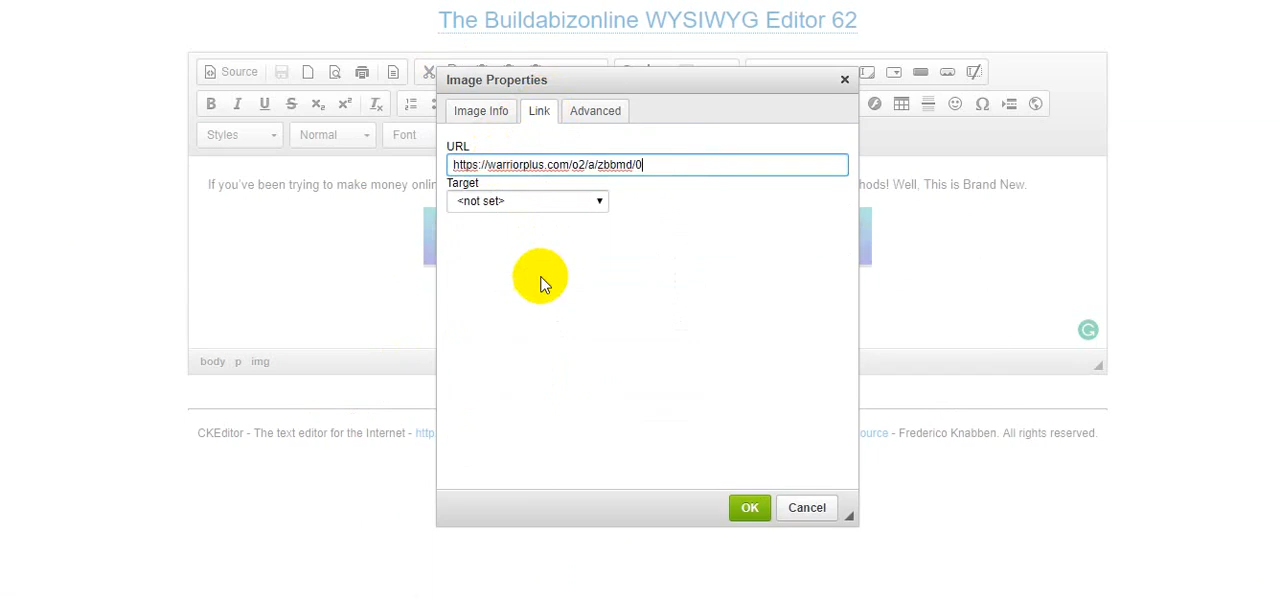 The Buildabizonline WYSIWYG Editor 62
Source
Image Properties
Image Info Link Advanced
B I U S x₂ x² Tx
Styles Normal Font
URL
https://warriorplus.com/o2/a/zbbmd/0
Target
<not set>
If you've been trying to make money onlin
hods! Well, This is Brand New.
body p img
CKEditor - The text editor for the Internet - http
ource - Frederico Knabben. All rights reserved.
OK Cancel